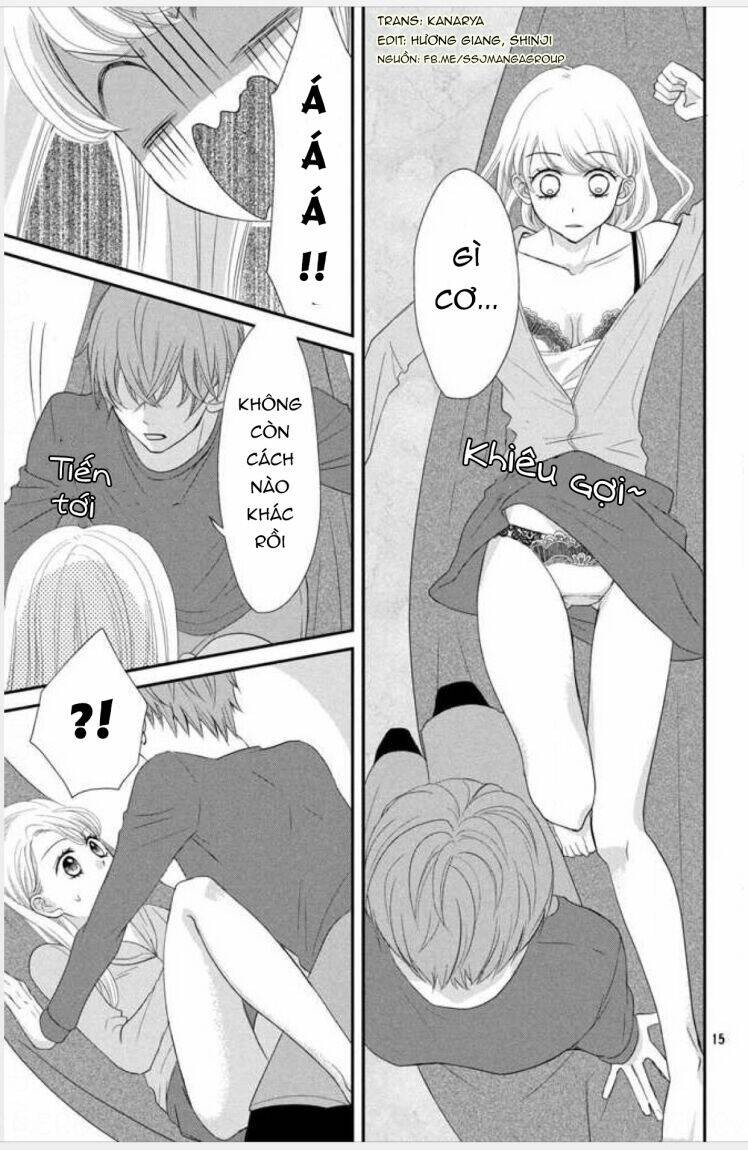 TRANS: KANARYA
EDIT: HƯƠNG GIANG, SHINJI
NGUỒN: FB.ME/SSJMANGAGROUP
GÌ
CƠ...
Khiêu gợi~
Á Á
Á Á
Á Á
!!
KHÔNG
CÒN
CÁCH
NÀO
KHÁC
RỒI
Tiến
tới
?!
15